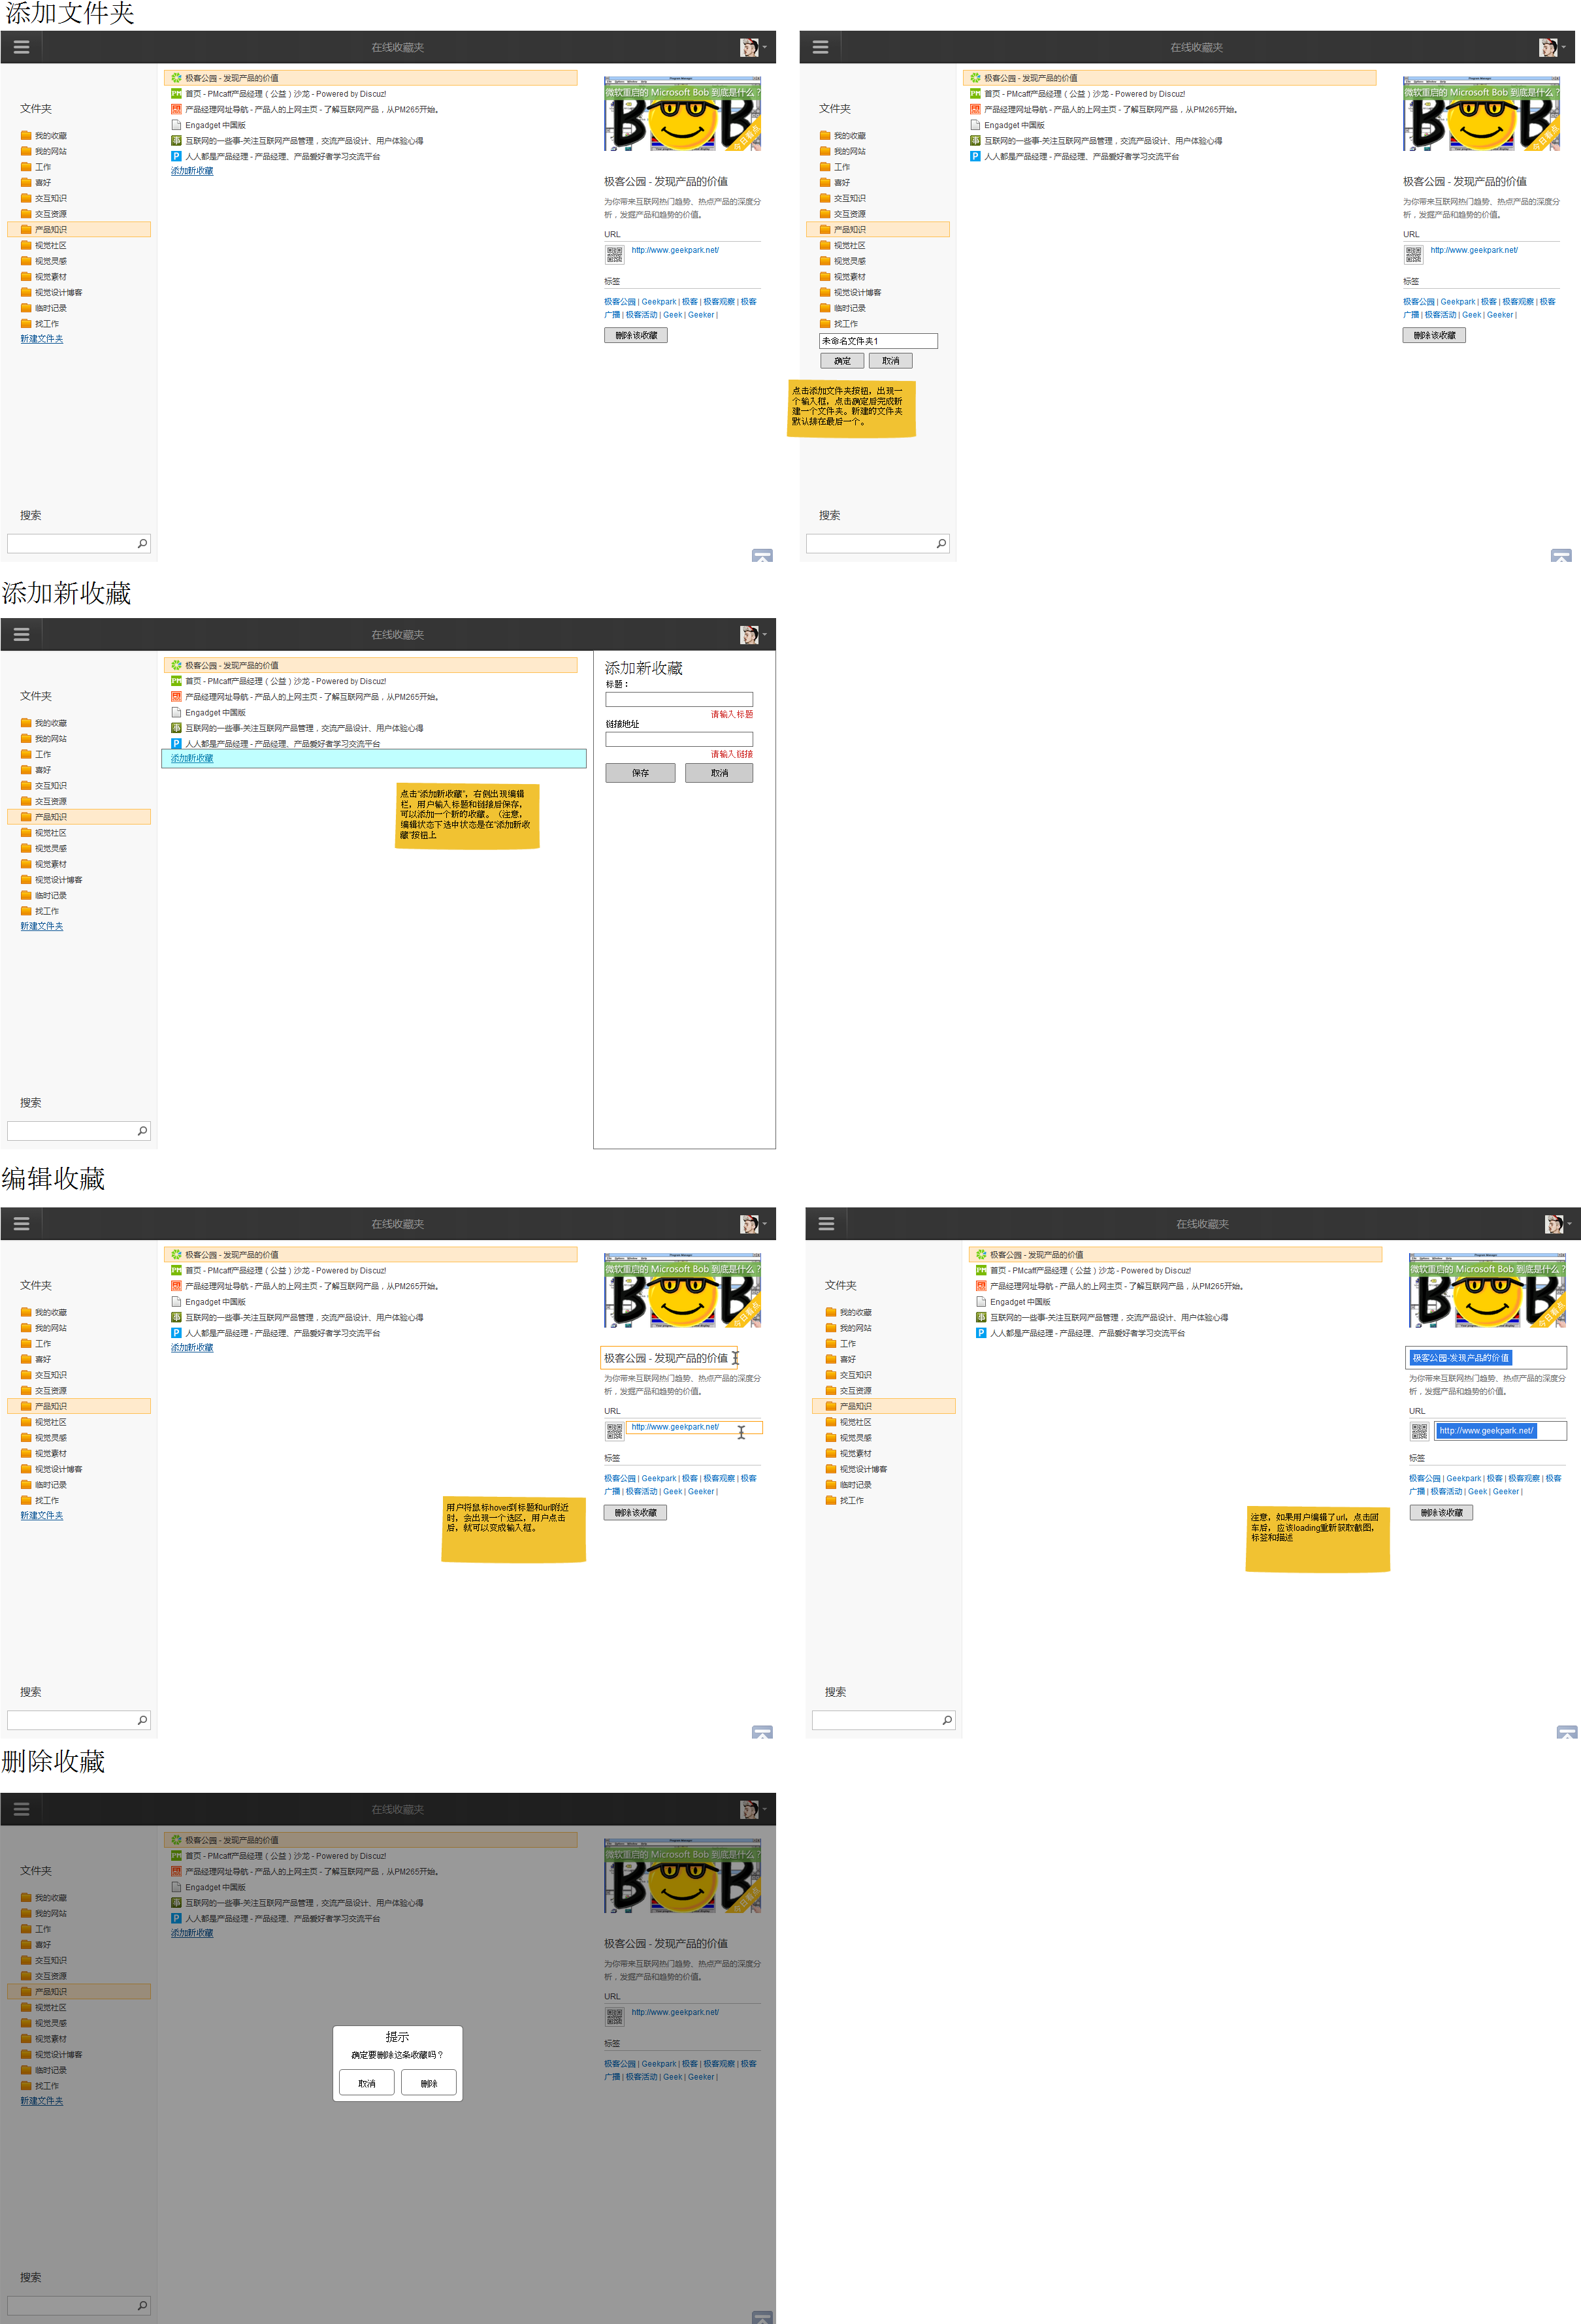 添加文件夹
在线收藏夹
文件夹
我的收藏
我的网站
工作
喜好
交互知识
交互资源
产品知识
视觉社区
视觉灵感
视觉素材
视觉设计博客
临时记录
找工作
新建文件夹
搜索
极客公园 - 发现产品的价值
首页 - PMcaff产品经理（公益）沙龙 - Powered by Discuz!
产品经理网址导航 - 产品人的上网主页 - 了解互联网产品，从PM265开始。
Engadget 中国版
互联网的一些事-关注互联网产品管理，交流产品设计、用户体验心得
人人都是产品经理 - 产品经理、产品爱好者学习交流平台
添加新收藏
微软重启的 Microsoft Bob 到底是什么？
BOB
今日看点
极客公园 - 发现产品的价值
为你带来互联网热门趋势、热点产品的深度分
析，发掘产品和趋势的价值。
URL
http://www.geekpark.net/
标签
极客公园 | Geekpark | 极客 | 极客观察 | 极客
广播 | 极客活动 | Geek | Geeker |
删除该收藏
在线收藏夹
文件夹
我的收藏
我的网站
工作
喜好
交互知识
交互资源
产品知识
视觉社区
视觉灵感
视觉素材
视觉设计博客
临时记录
找工作
未命名文件夹1
确定 取消
点击添加文件夹按钮，出现一
个输入框，点击确定后完成新
建一个文件夹。新建的文件夹
默认排在最后一个。
搜索
极客公园 - 发现产品的价值
首页 - PMcaff产品经理（公益）沙龙 - Powered by Discuz!
产品经理网址导航 - 产品人的上网主页 - 了解互联网产品，从PM265开始。
Engadget 中国版
互联网的一些事-关注互联网产品管理，交流产品设计、用户体验心得
人人都是产品经理 - 产品经理、产品爱好者学习交流平台
微软重启的 Microsoft Bob 到底是什么？
BOB
今日看点
极客公园 - 发现产品的价值
为你带来互联网热门趋势、热点产品的深度分
析，发掘产品和趋势的价值。
URL
http://www.geekpark.net/
标签
极客公园 | Geekpark | 极客 | 极客观察 | 极客
广播 | 极客活动 | Geek | Geeker |
删除该收藏
添加新收藏
在线收藏夹
文件夹
我的收藏
我的网站
工作
喜好
交互知识
交互资源
产品知识
视觉社区
视觉灵感
视觉素材
视觉设计博客
临时记录
找工作
新建文件夹
搜索
极客公园 - 发现产品的价值
首页 - PMcaff产品经理（公益）沙龙 - Powered by Discuz!
产品经理网址导航 - 产品人的上网主页 - 了解互联网产品，从PM265开始。
Engadget 中国版
互联网的一些事-关注互联网产品管理，交流产品设计、用户体验心得
人人都是产品经理 - 产品经理、产品爱好者学习交流平台
添加新收藏
点击“添加新收藏”，右侧出现编辑
栏，用户输入标题和链接后保存，
可以添加一个新的收藏。（注意，
编辑状态下选中状态是在“添加新收
藏”按钮上
添加新收藏
标题：
请输入标题
链接地址
请输入链接
保存 取消
编辑收藏
在线收藏夹
文件夹
我的收藏
我的网站
工作
喜好
交互知识
交互资源
产品知识
视觉社区
视觉灵感
视觉素材
视觉设计博客
临时记录
找工作
新建文件夹
搜索
极客公园 - 发现产品的价值
首页 - PMcaff产品经理（公益）沙龙 - Powered by Discuz!
产品经理网址导航 - 产品人的上网主页 - 了解互联网产品，从PM265开始。
Engadget 中国版
互联网的一些事-关注互联网产品管理，交流产品设计、用户体验心得
人人都是产品经理 - 产品经理、产品爱好者学习交流平台
添加新收藏
用户将鼠标hover到标题和url附近
时，会出现一个选区，用户点击
后，就可以变成输入框。
微软重启的 Microsoft Bob 到底是什么？
BOB
今日看点
极客公园 - 发现产品的价值
为你带来互联网热门趋势、热点产品的深度分
析，发掘产品和趋势的价值。
URL
http://www.geekpark.net/
标签
极客公园 | Geekpark | 极客 | 极客观察 | 极客
广播 | 极客活动 | Geek | Geeker |
删除该收藏
在线收藏夹
文件夹
我的收藏
我的网站
工作
喜好
交互知识
交互资源
产品知识
视觉社区
视觉灵感
视觉素材
视觉设计博客
临时记录
找工作
搜索
极客公园 - 发现产品的价值
首页 - PMcaff产品经理（公益）沙龙 - Powered by Discuz!
产品经理网址导航 - 产品人的上网主页 - 了解互联网产品，从PM265开始。
Engadget 中国版
互联网的一些事-关注互联网产品管理，交流产品设计、用户体验心得
人人都是产品经理 - 产品经理、产品爱好者学习交流平台
注意，如果用户编辑了url，点击回
车后，应该loading重新获取截图，
标签和描述
微软重启的 Microsoft Bob 到底是什么？
BOB
今日看点
极客公园-发现产品的价值
为你带来互联网热门趋势、热点产品的深度分
析，发掘产品和趋势的价值。
URL
http://www.geekpark.net/
标签
极客公园 | Geekpark | 极客 | 极客观察 | 极客
广播 | 极客活动 | Geek | Geeker |
删除该收藏
删除收藏
在线收藏夹
文件夹
我的收藏
我的网站
工作
喜好
交互知识
交互资源
产品知识
视觉社区
视觉灵感
视觉素材
视觉设计博客
临时记录
找工作
新建文件夹
搜索
极客公园 - 发现产品的价值
首页 - PMcaff产品经理（公益）沙龙 - Powered by Discuz!
产品经理网址导航 - 产品人的上网主页 - 了解互联网产品，从PM265开始。
Engadget 中国版
互联网的一些事-关注互联网产品管理，交流产品设计、用户体验心得
人人都是产品经理 - 产品经理、产品爱好者学习交流平台
添加新收藏
提示
确定要删除这条收藏吗？
取消 删除
微软重启的 Microsoft Bob 到底是什么？
BOB
今日看点
极客公园 - 发现产品的价值
为你带来互联网热门趋势、热点产品的深度分
析，发掘产品和趋势的价值。
URL
http://www.geekpark.net/
标签
极客公园 | Geekpark | 极客 | 极客观察 | 极客
广播 | 极客活动 | Geek | Geeker |